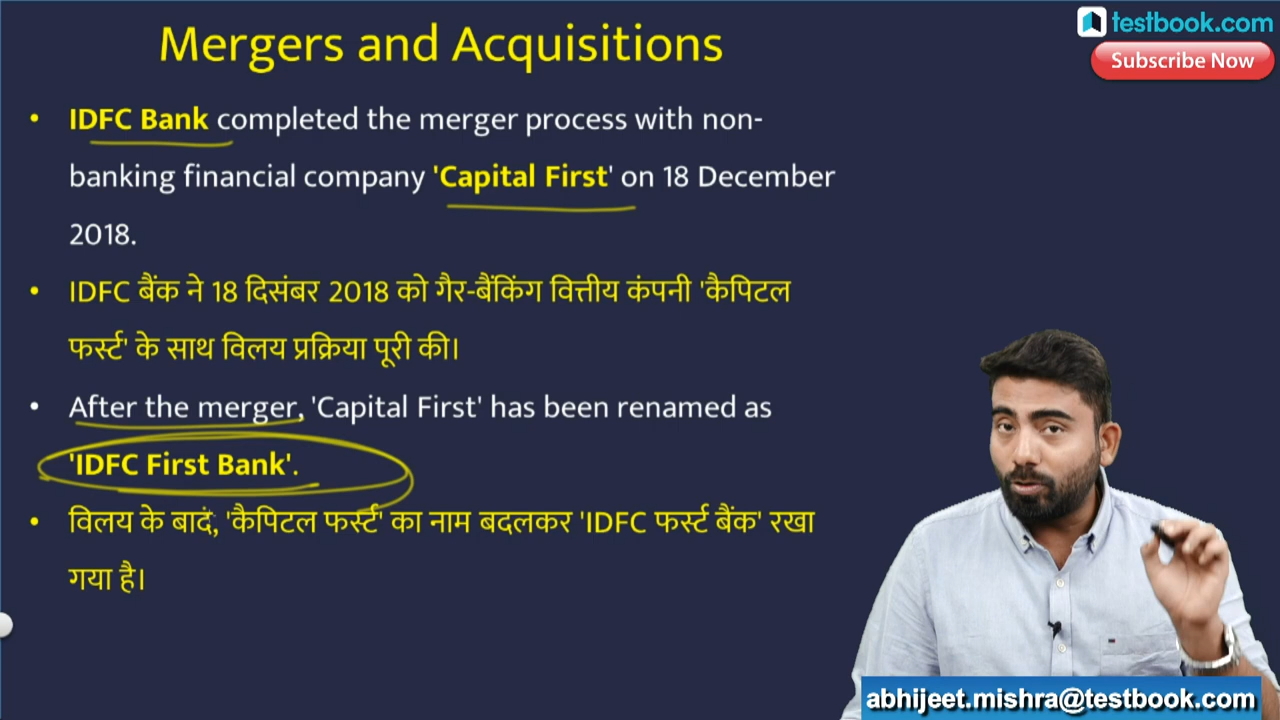 Mergers and Acquisitions
testbook.com
Subscribe Now
• IDFC Bank completed the merger process with non-
banking financial company 'Capital First' on 18 December
2018.
• IDFC बैंक ने 18 दिसंबर 2018 को गैर-बैंकिंग वित्तीय कंपनी 'कैपिटल
फर्स्ट' के साथ विलय प्रक्रिया पूरी की।
• After the merger, 'Capital First' has been renamed as
'IDFC First Bank'.
• विलय के बादं, 'कैपिटल फर्स्ट' का नाम बदलकर 'IDFC फर्स्ट बैंक' रखा
गया है।
abhijeet.mishra@testbook.com